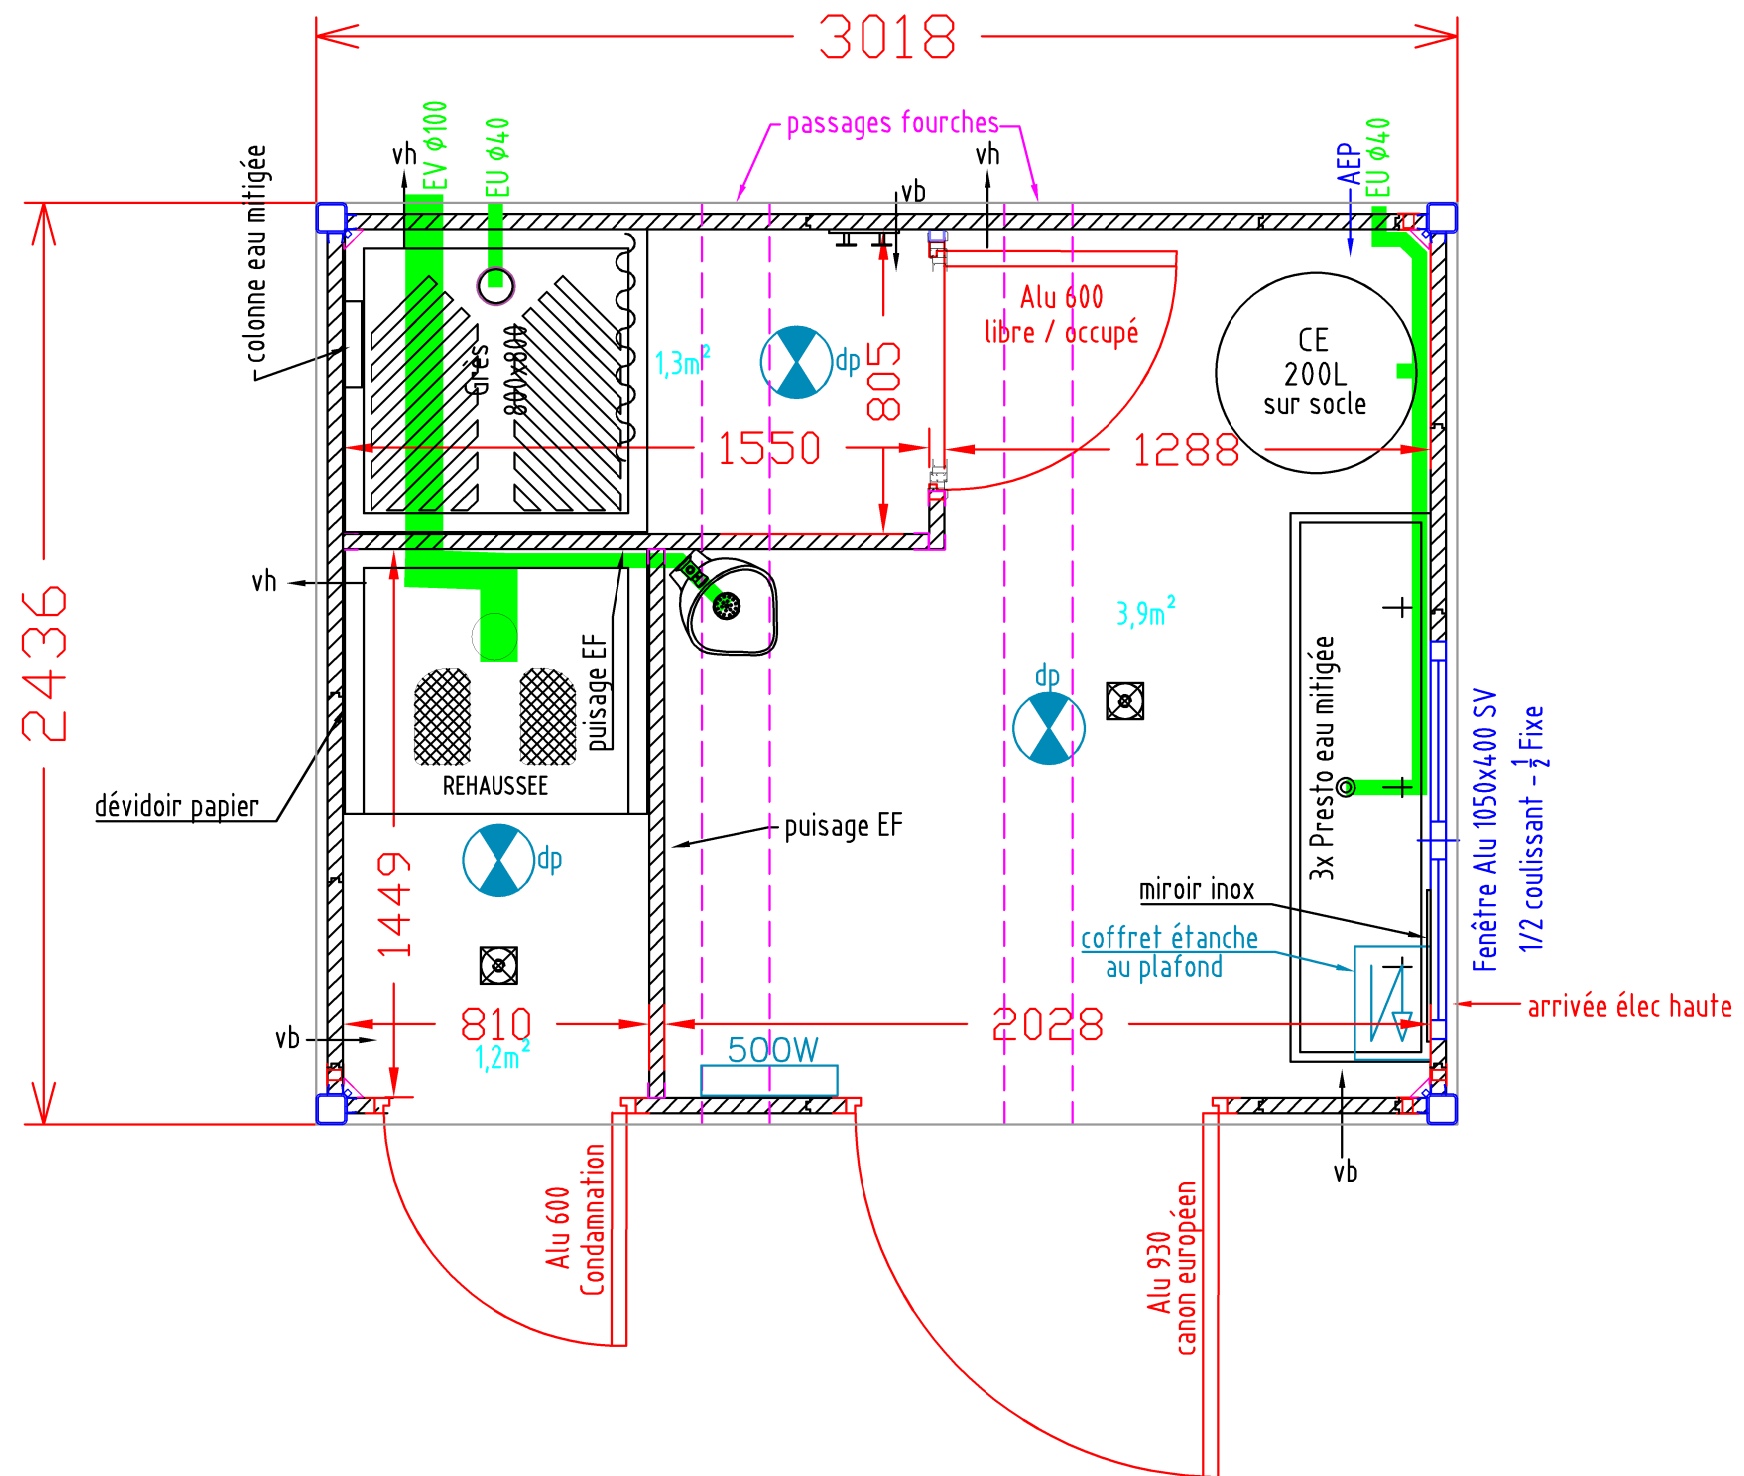 3018
passages fourches
colonne eau mitigée
vh
EV ϕ100
EU ϕ40
vb
vh
AEP
EU ϕ40
Grès
800x800
1,3m²
dp
805
Alu 600
libre / occupé
CE
200L
sur socle
1550
1288
2436
vh
puisage EF
REHAUSSEE
3,9m²
dp
3x Presto eau mitigée
Fenêtre Alu 1050x400 SV
1/2 coulissant - ½ Fixe
dévidoir papier
puisage EF
dp
1449
miroir inox
coffret étanche
au plafond
arrivée élec haute
vb
810
1,2m²
2028
500W
vb
Alu 600
Condamnation
Alu 930
canon européen